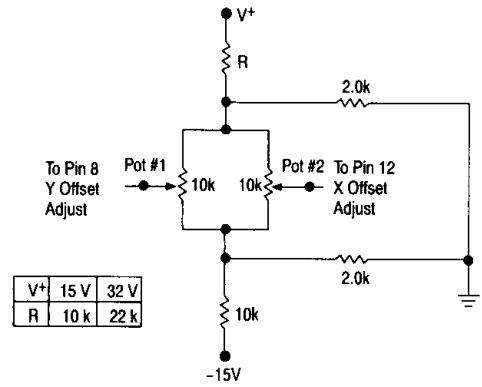 V+
R
2.0k
To Pin 8
Y Offset
Adjust
Pot #1
10k
10k
Pot #2
To Pin 12
X Offset
Adjust
2.0k
V+ 15 V 32 V
R 10 k 22 k
10k
–15V